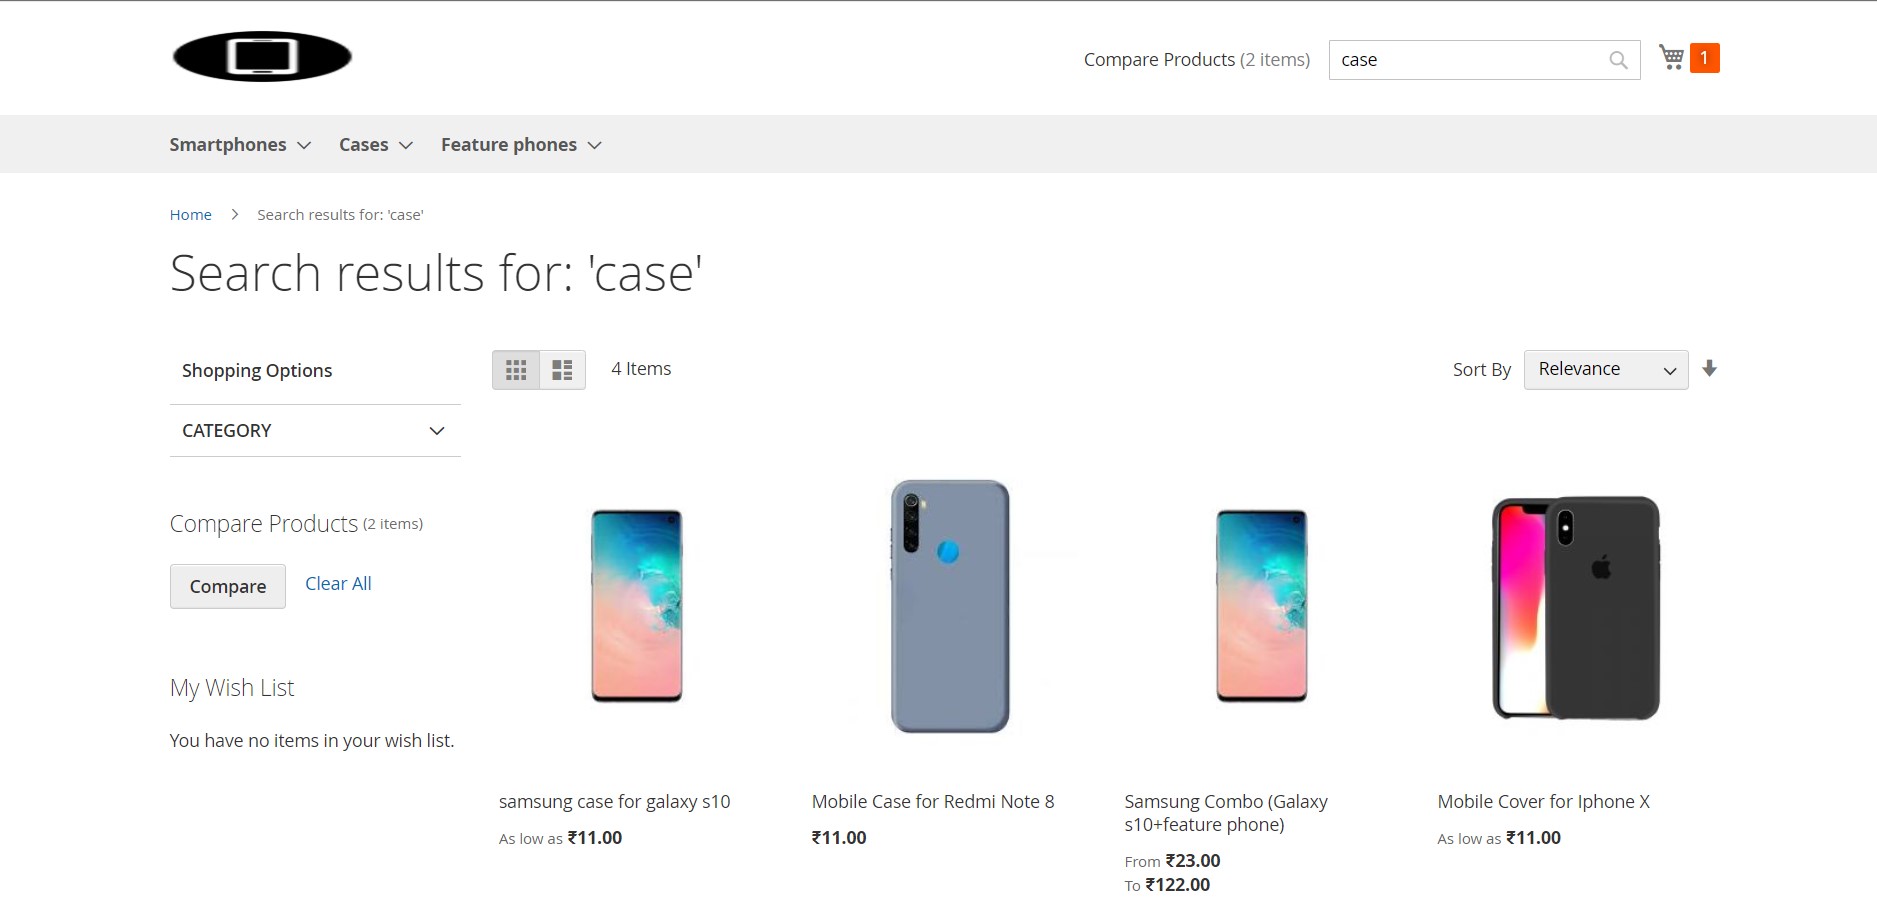 Compare Products (2 items)
case
1
Smartphones
Cases
Feature phones
Home
Search results for: 'case'
Search results for: 'case'
Shopping Options
4 Items
Sort By
Relevance
CATEGORY
Compare Products (2 items)
Compare
Clear All
My Wish List
You have no items in your wish list.
samsung case for galaxy s10
As low as ₹11.00
Mobile Case for Redmi Note 8
₹11.00
Samsung Combo (Galaxy
s10+feature phone)
From ₹23.00
To ₹122.00
Mobile Cover for Iphone X
As low as ₹11.00